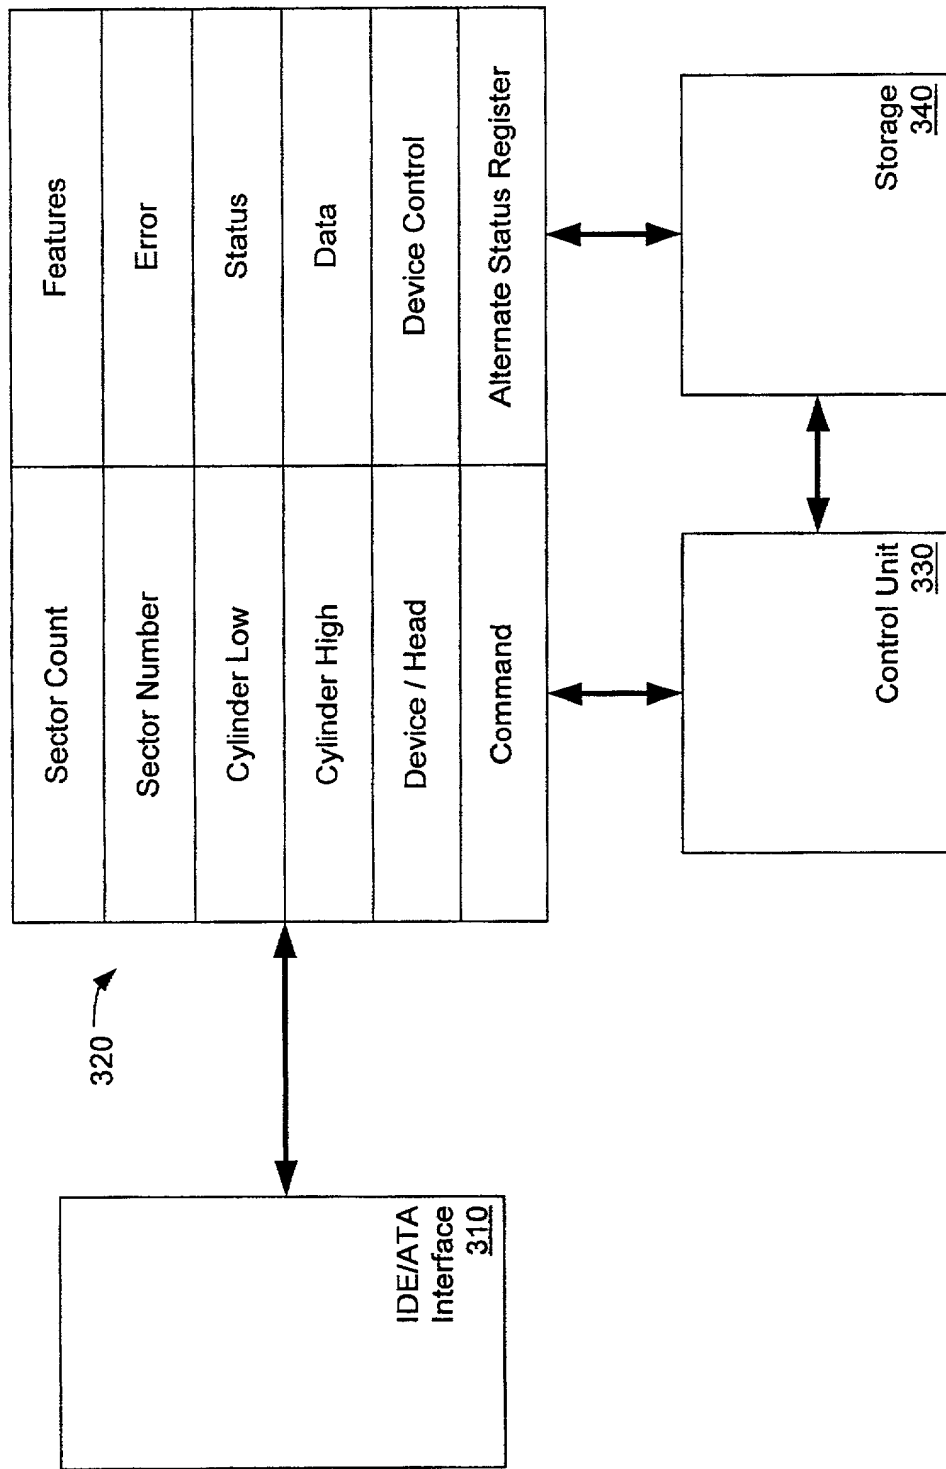 320
Sector Count
Features
Sector Number
Error
Cylinder Low
Status
Cylinder High
Data
Device / Head
Device Control
Command
Alternate Status Register
IDE/ATA
Interface
310
Control Unit
330
Storage
340